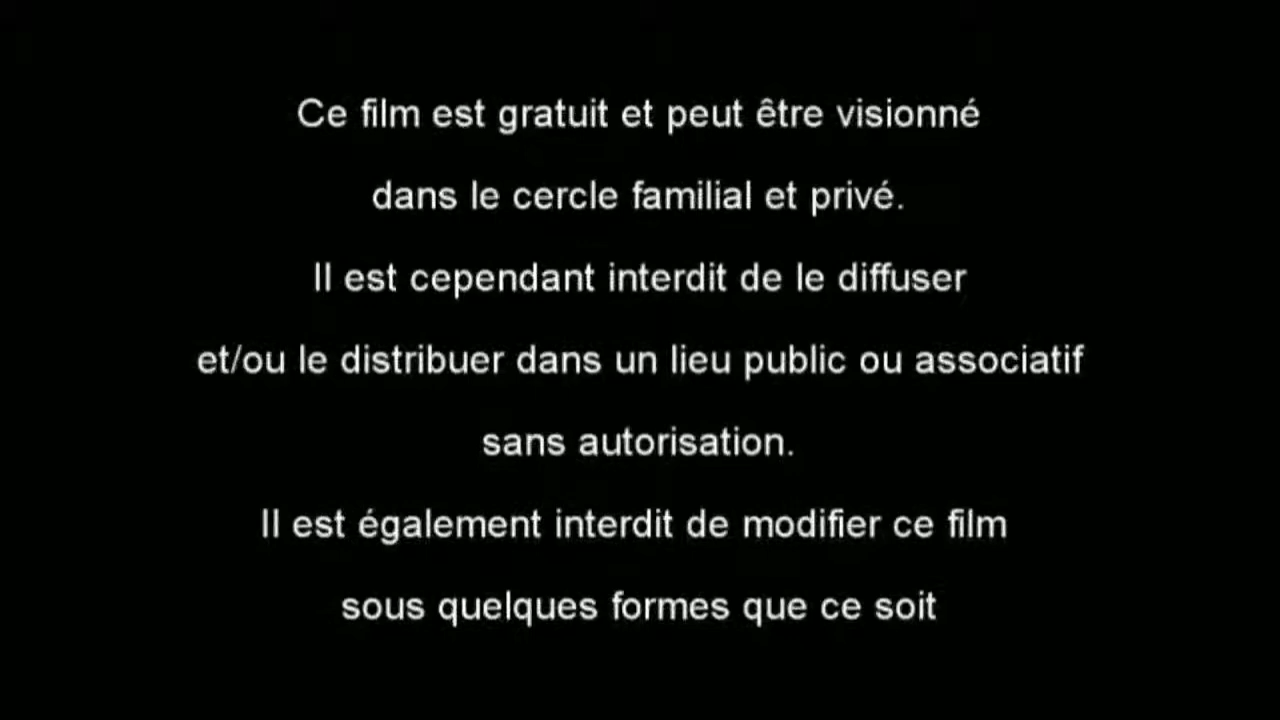 Ce film est gratuit et peut être visionné
dans le cercle familial et privé.
Il est cependant interdit de le diffuser
et/ou le distribuer dans un lieu public ou associatif
sans autorisation.
Il est également interdit de modifier ce film
sous quelques formes que ce soit